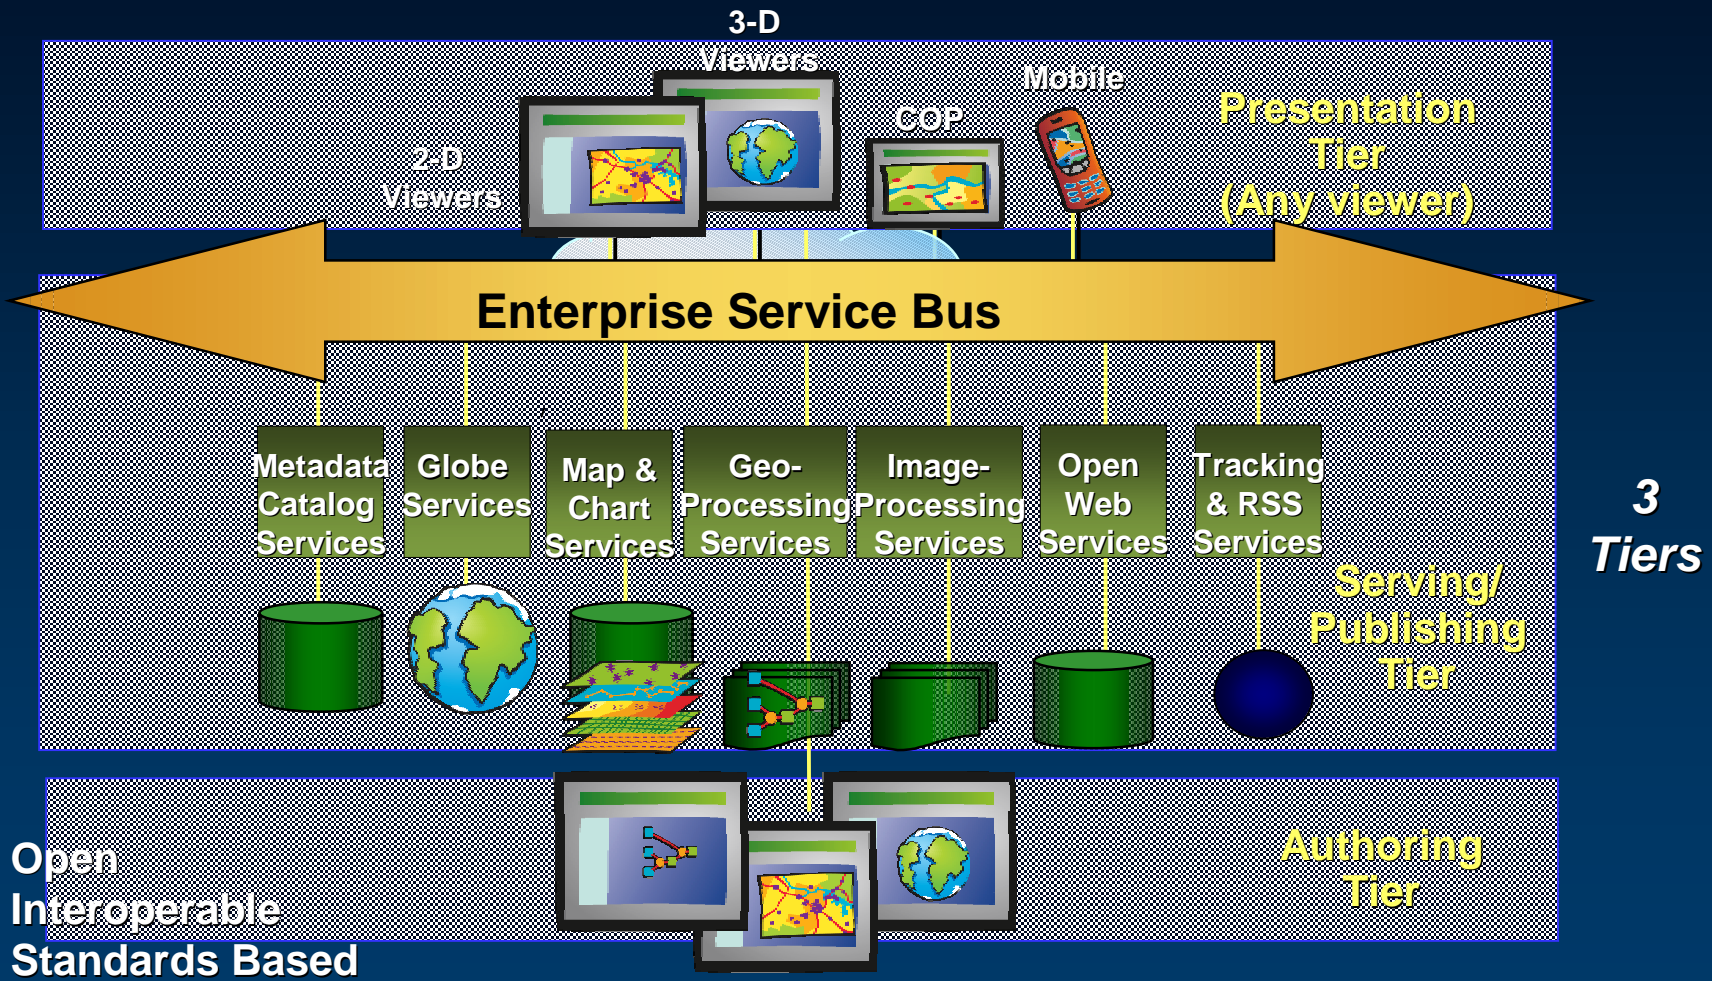 3-D
Viewers
Mobile
COP
2-D
Viewers
Presentation
Tier
(Any viewer)
Enterprise Service Bus
Metadata
Catalog
Services
Globe
Services
Map &
Chart
Services
Geo-
Processing
Services
Image-
Processing
Services
Open
Web
Services
Tracking
& RSS
Services
3
Tiers
Serving/
Publishing
Tier
Authoring
Tier
Open
Interoperable
Standards Based